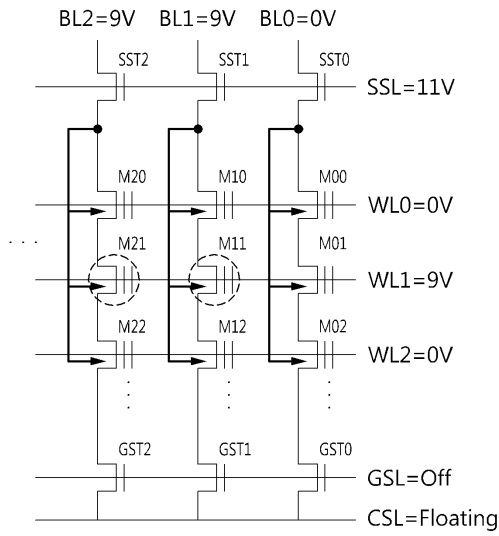 BL2=9V BL1=9V BL0=0V
SST2 SST1 SST0
SSL=11V
M20 M10 M00
WL0=0V
M21 M11 M01
WL1=9V
M22 M12 M02
WL2=0V
GST2 GST1 GST0
GSL=Off
CSL=Floating